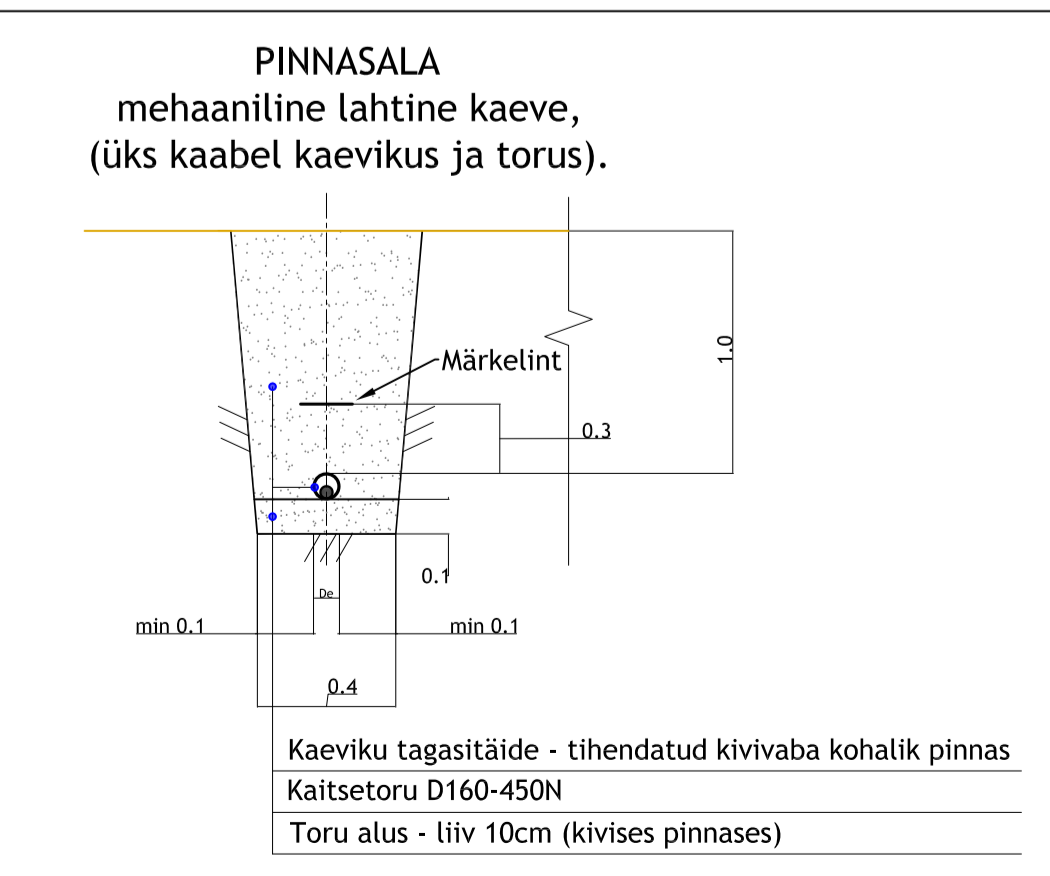 PINNASALA
mehaaniline lahtine kaeve,
(üks kaabel kaevikus ja torus).
1.0
Märkelint
0.3
0.1
De
min 0.1
min 0.1
0.4
Kaeviku tagasitäide - tihendatud kivivaba kohalik pinnas
Kaitsetoru D160-450N
Toru alus - liiv 10cm (kivises pinnases)